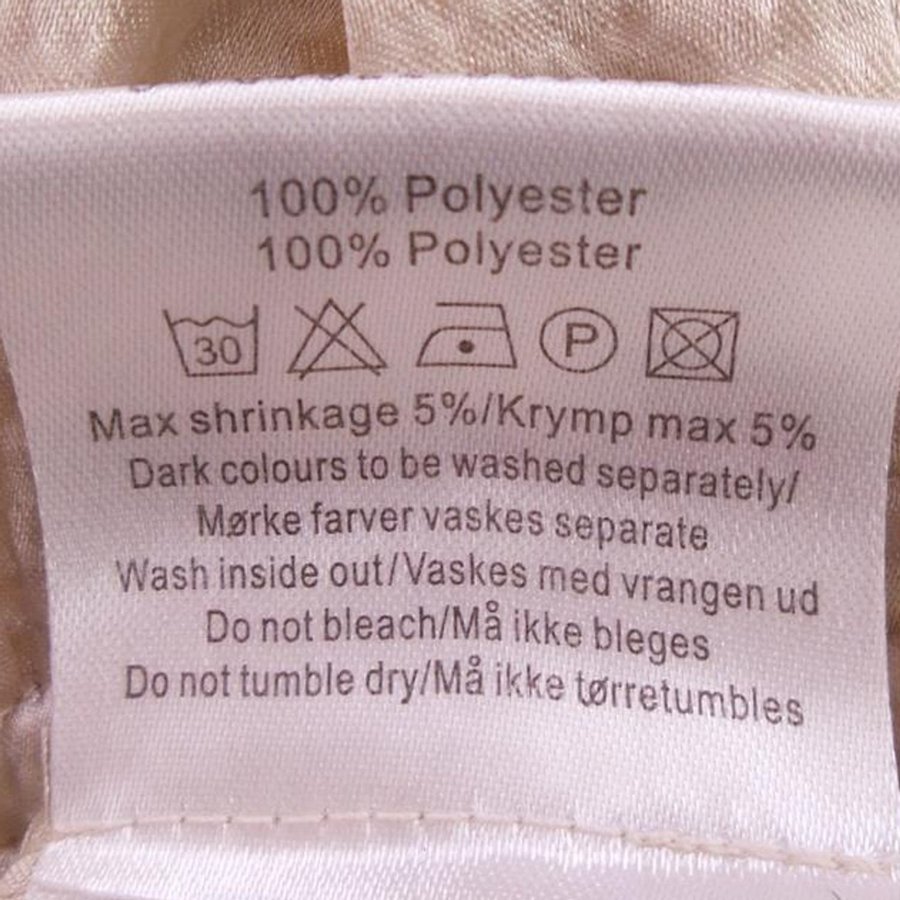 100% Polyester
100% Polyester
30 P
Max shrinkage 5%/Krymp max 5%
Dark colours to be washed separately/
Mørke farver vaskes separate
Wash inside out/Vaskes med vrangen ud
Do not bleach/Må ikke bleges
Do not tumble dry/Må ikke tørretumbles